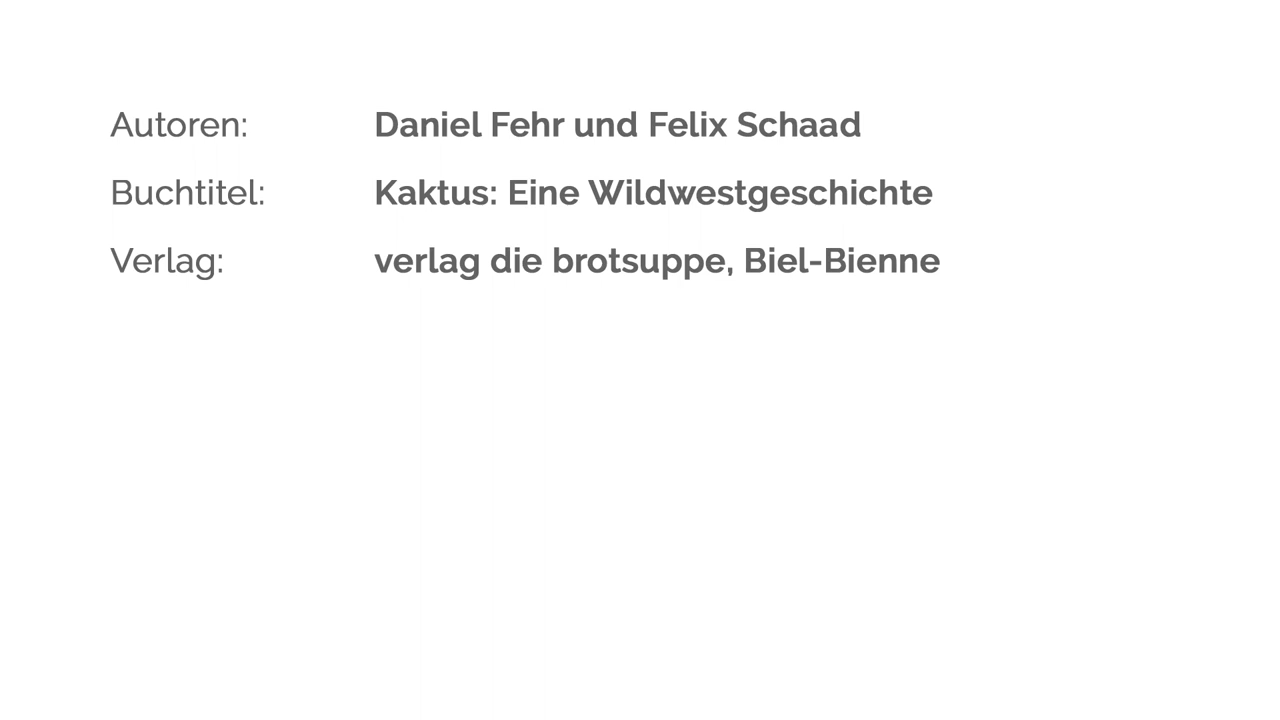 Autoren: Daniel Fehr und Felix Schaad
Buchtitel: Kaktus: Eine Wildwestgeschichte
Verlag: verlag die brotsuppe, Biel-Bienne